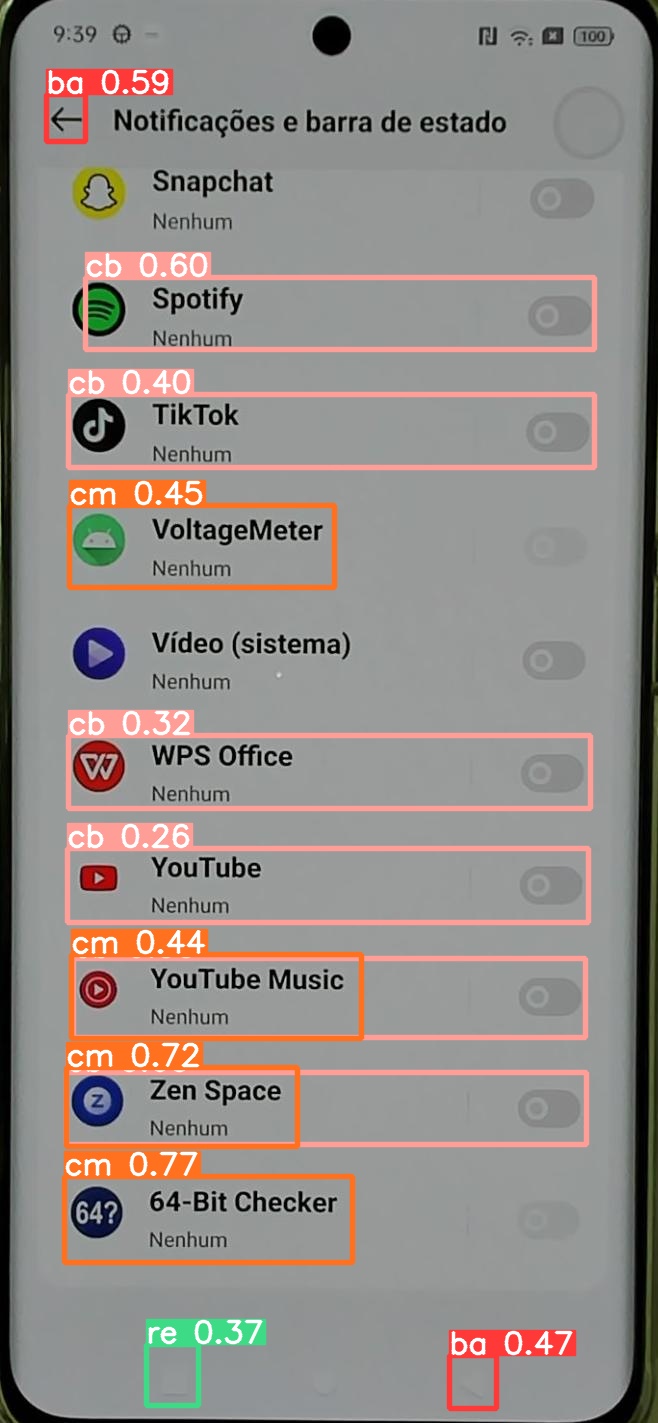 9:39
100
ba 0.59
Notificações e barra de estado
Snapchat
Nenhum
cb 0.60
Spotify
Nenhum
cb 0.40
TikTok
Nenhum
cm 0.45
VoltageMeter
Nenhum
Vídeo (sistema)
Nenhum
cb 0.32
W
WPS Office
Nenhum
cb 0.26
YouTube
Nenhum
cm 0.44
YouTube Music
Nenhum
cm 0.72
Z
Zen Space
Nenhum
cm 0.77
64?
64-Bit Checker
Nenhum
re 0.37
ba 0.47